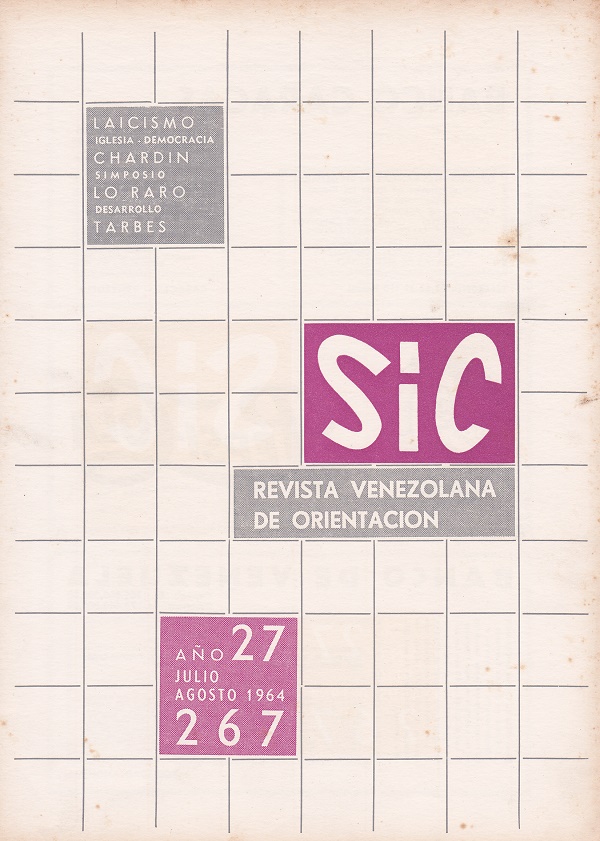 LAICISMO
IGLESIA - DEMOCRACIA
CHARDIN
SIMPOSIO
LO RARO
DESARROLLO
TARBES
SiC
REVISTA VENEZOLANA
DE ORIENTACION
AÑO 27
JULIO
AGOSTO 1964
267